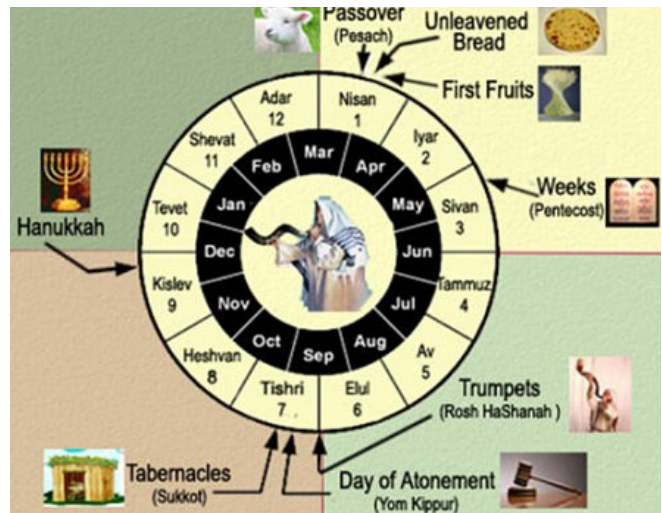 Passover
(Pesach)
Unleavened
Bread
First Fruits
Weeks
(Pentecost)
Trumpets
(Rosh HaShanah )
Day of Atonement
(Yom Kippur)
Tabernacles
(Sukkot)
Hanukkah
Nisan
1
Iyar
2
Sivan
3
Tammuz
4
Av
5
Elul
6
Tishri
7
Heshvan
8
Kislev
9
Tevet
10
Shevat
11
Adar
12
Mar
Apr
May
Jun
Jul
Aug
Sep
Oct
Nov
Dec
Jan
Feb